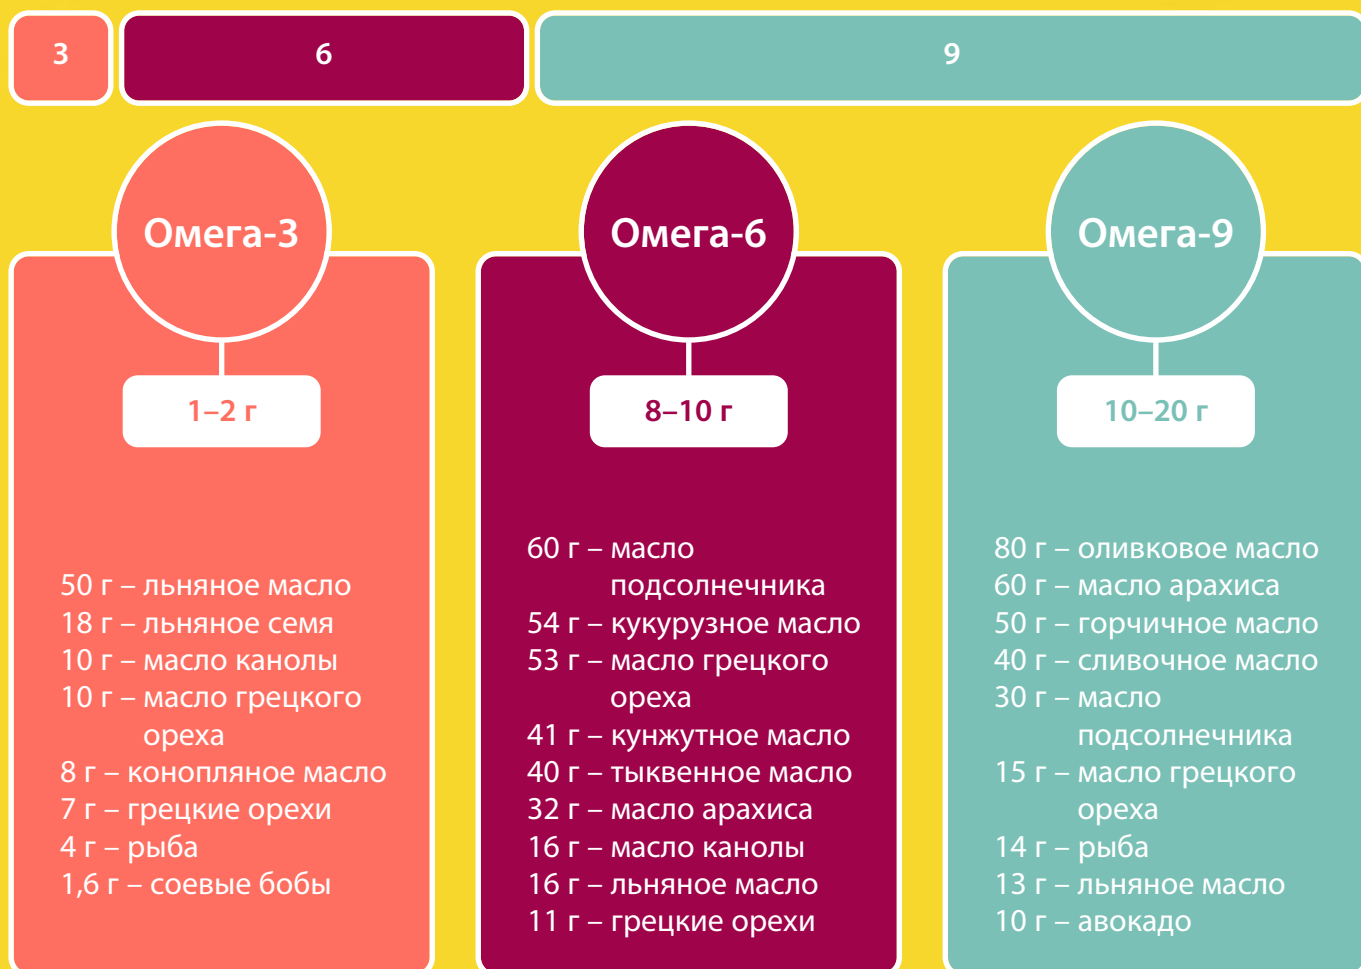 3
6
9
Омега-3
1–2 г
50 г – льняное масло
18 г – льняное семя
10 г – масло канолы
10 г – масло грецкого
ореха
8 г – конопляное масло
7 г – грецкие орехи
4 г – рыба
1,6 г – соевые бобы
Омега-6
8–10 г
60 г – масло
подсолнечника
54 г – кукурузное масло
53 г – масло грецкого
ореха
41 г – кунжутное масло
40 г – тыквенное масло
32 г – масло арахиса
16 г – масло канолы
16 г – льняное масло
11 г – грецкие орехи
Омега-9
10–20 г
80 г – оливковое масло
60 г – масло арахиса
50 г – горчичное масло
40 г – сливочное масло
30 г – масло
подсолнечника
15 г – масло грецкого
ореха
14 г – рыба
13 г – льняное масло
10 г – авокадо